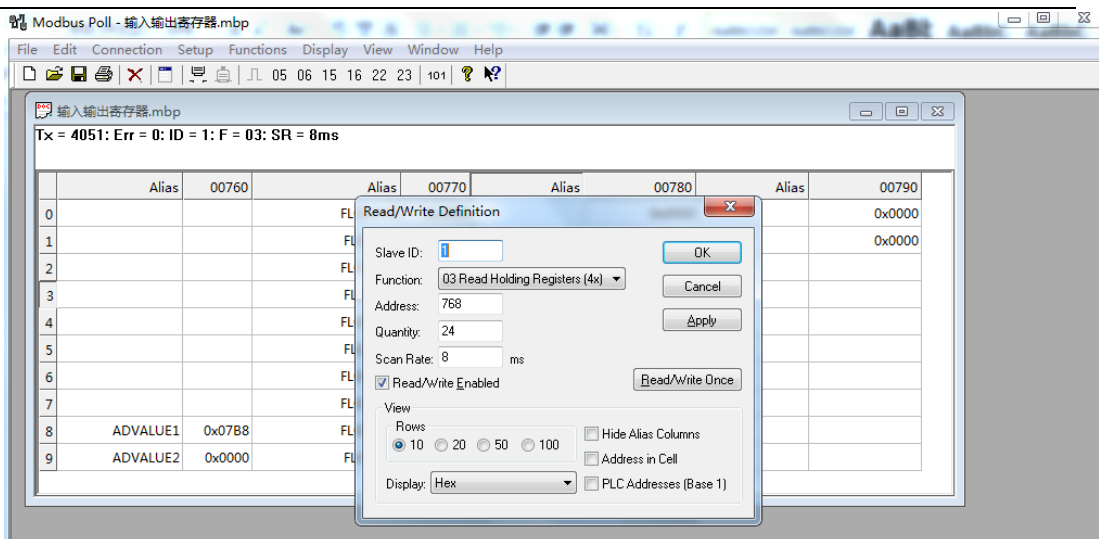 Modbus Poll - 输入输出寄存器.mbp
File Edit Connection Setup Functions Display View Window Help
05 06 15 16 22 23 101
输入输出寄存器.mbp
Tx = 4051: Err = 0: ID = 1: F = 03: SR = 8ms
Alias 00760 Alias 00770 Alias 00780 Alias 00790
Read/Write Definition
0 0x0000
1 0x0000
2
3
4
5
6
7
8 ADVALUE1 0x07B8
9 ADVALUE2 0x0000
Slave ID: 1
OK
Function: 03 Read Holding Registers (4x)
Cancel
Address: 768
Apply
Quantity: 24
Scan Rate: 8 ms
Read/Write Enabled
Read/Write Once
View
Rows
10 20 50 100
Hide Alias Columns
Address in Cell
Display: Hex
PLC Addresses (Base 1)